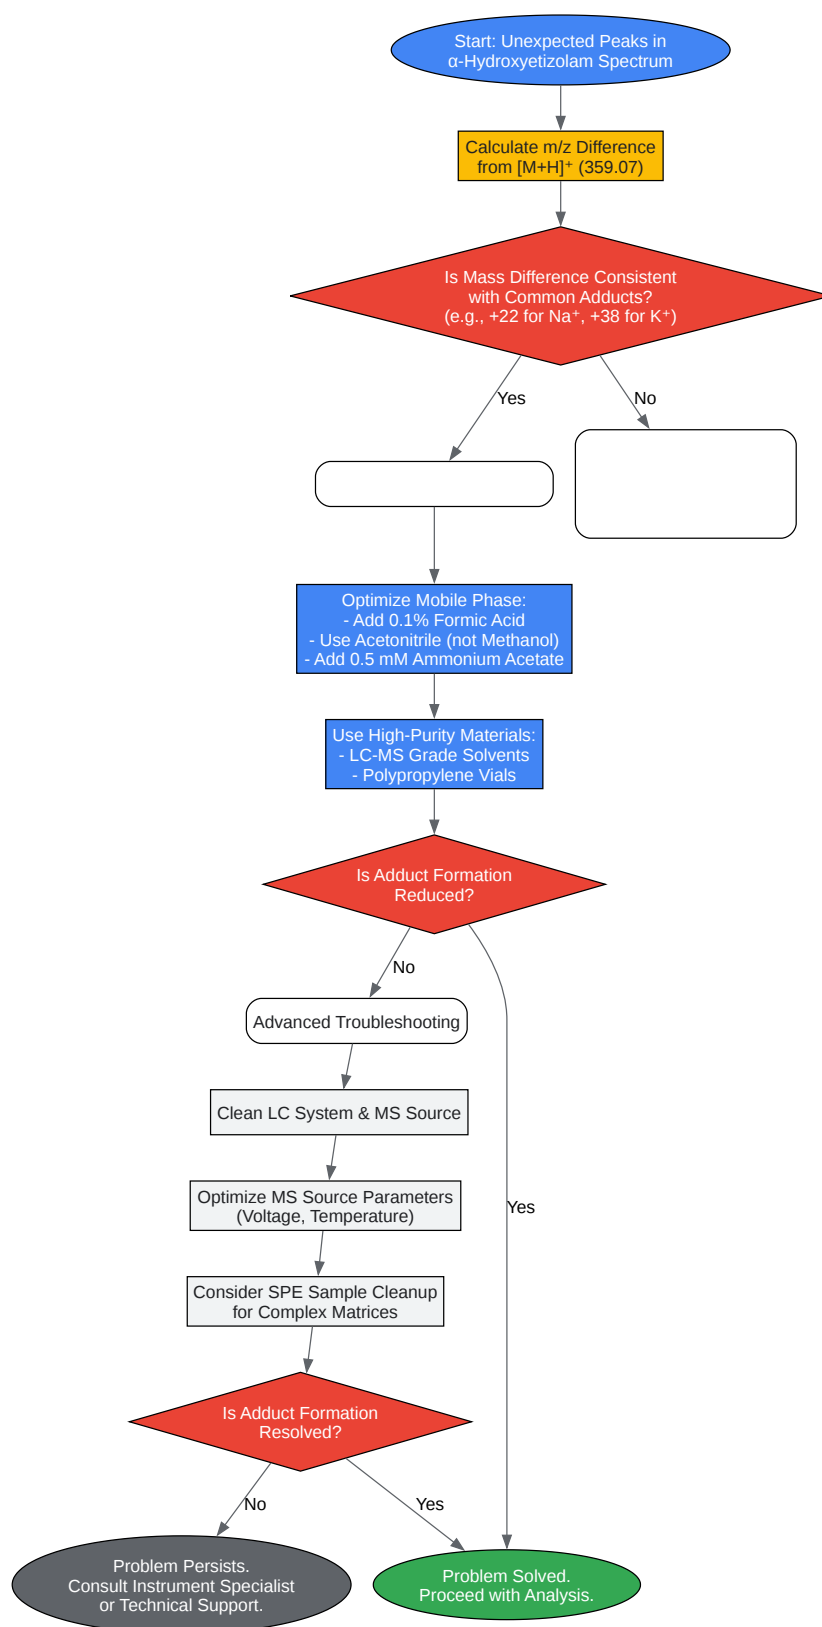 Start: Unexpected Peaks in
α-Hydroxyetizolam Spectrum
Calculate m/z Difference
from [M+H]⁺ (359.07)
Is Mass Difference Consistent
with Common Adducts?
(e.g., +22 for Na⁺, +38 for K⁺)
Yes
No
Optimize Mobile Phase:
- Add 0.1% Formic Acid
- Use Acetonitrile (not Methanol)
- Add 0.5 mM Ammonium Acetate
Use High-Purity Materials:
- LC-MS Grade Solvents
- Polypropylene Vials
Is Adduct Formation
Reduced?
No
Advanced Troubleshooting
Clean LC System & MS Source
Optimize MS Source Parameters
(Voltage, Temperature)
Yes
Consider SPE Sample Cleanup
for Complex Matrices
Is Adduct Formation
Resolved?
No
Yes
Problem Persists.
Consult Instrument Specialist
or Technical Support.
Problem Solved.
Proceed with Analysis.